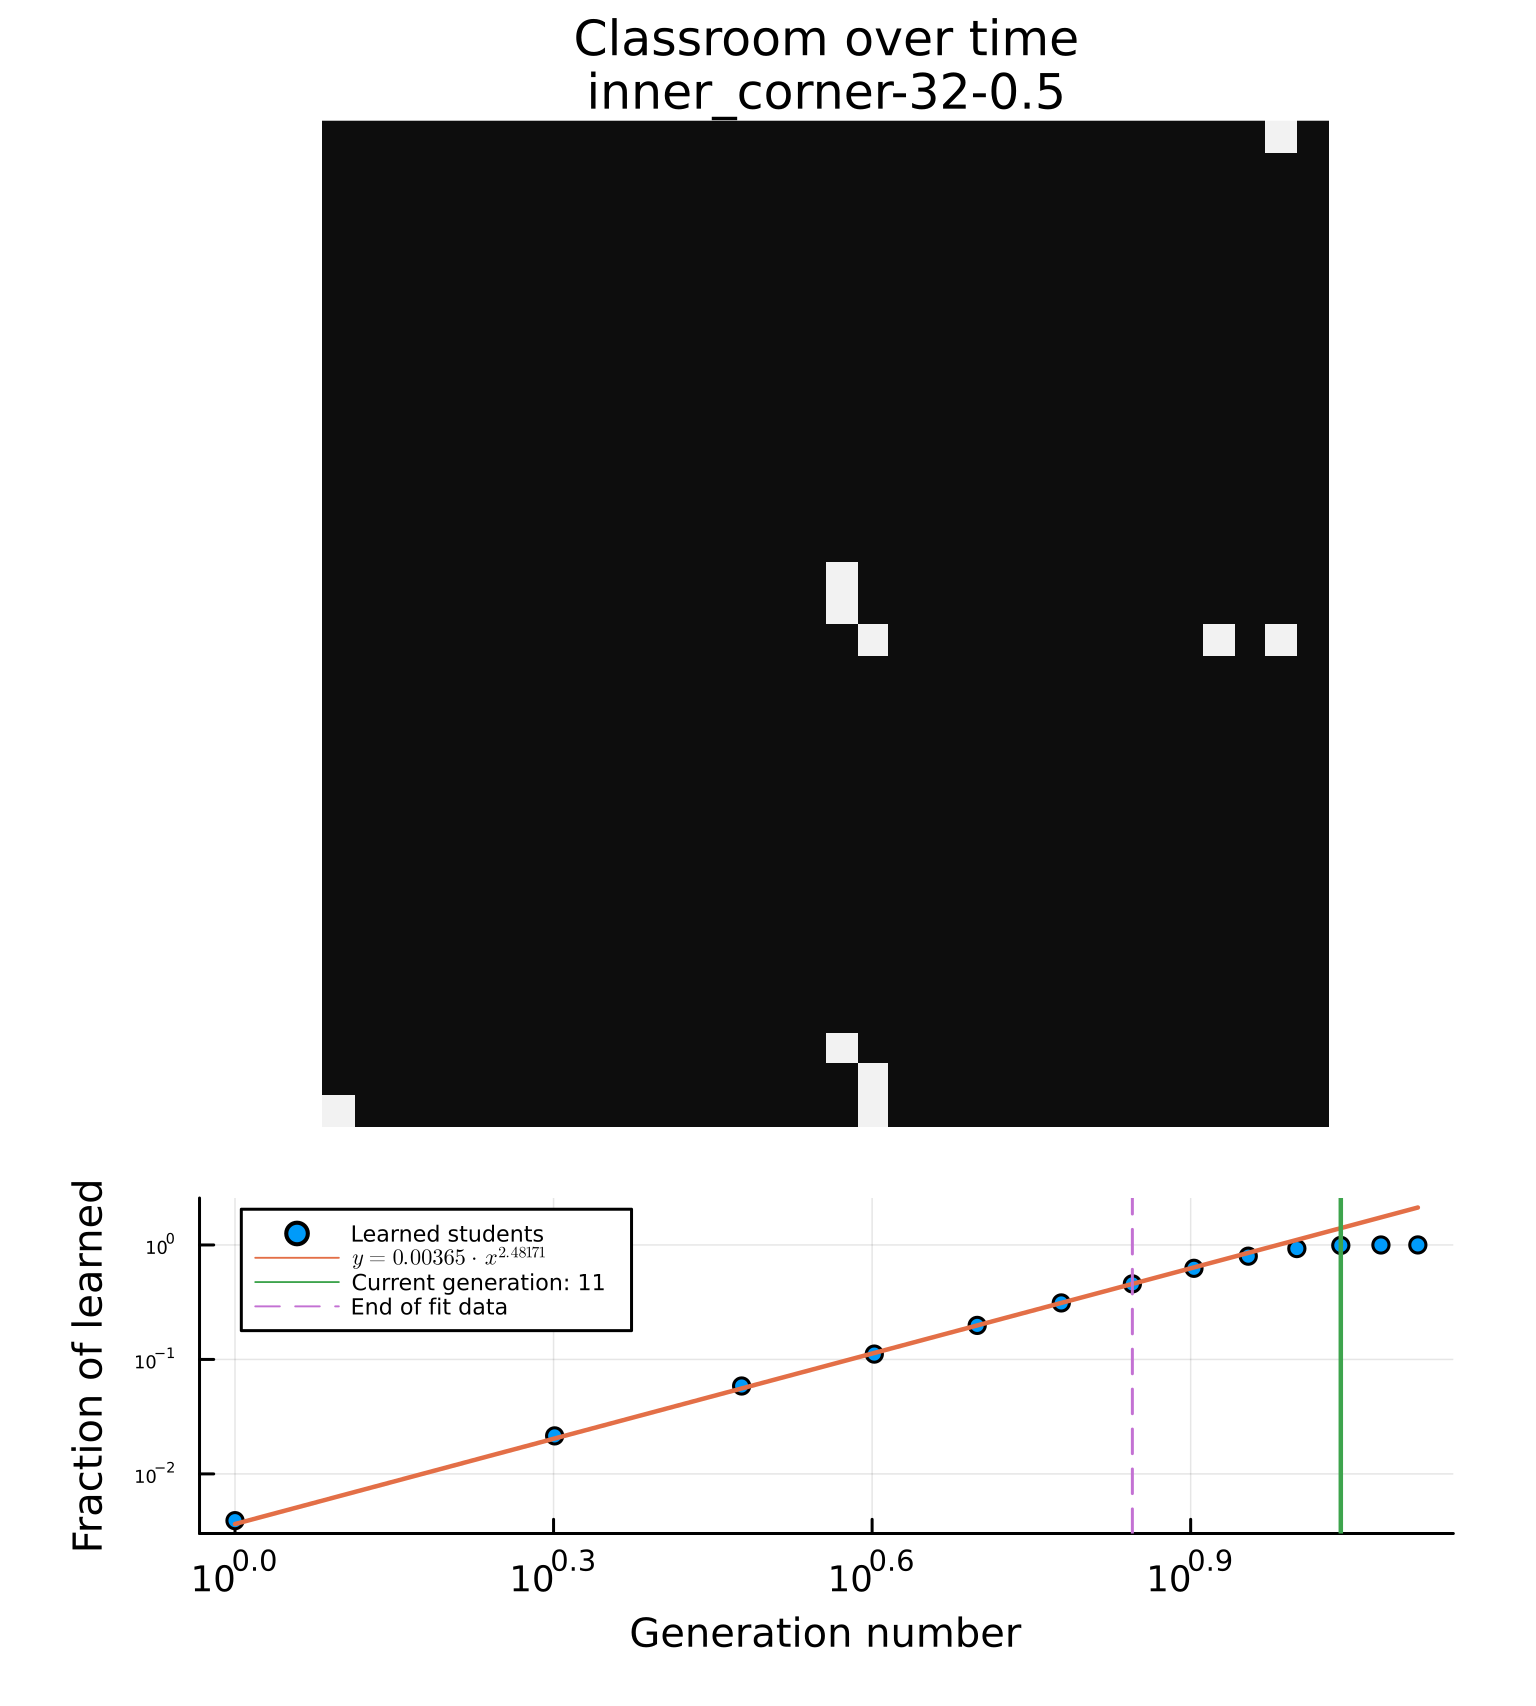 Classroom over time
inner_corner-32-0.5
Fraction of learned
Learned students
y = 0.00365 · x^2.48171
Current generation: 11
End of fit data
10^0
10^−1
10^−2
10^0.0 10^0.3 10^0.6 10^0.9
Generation number